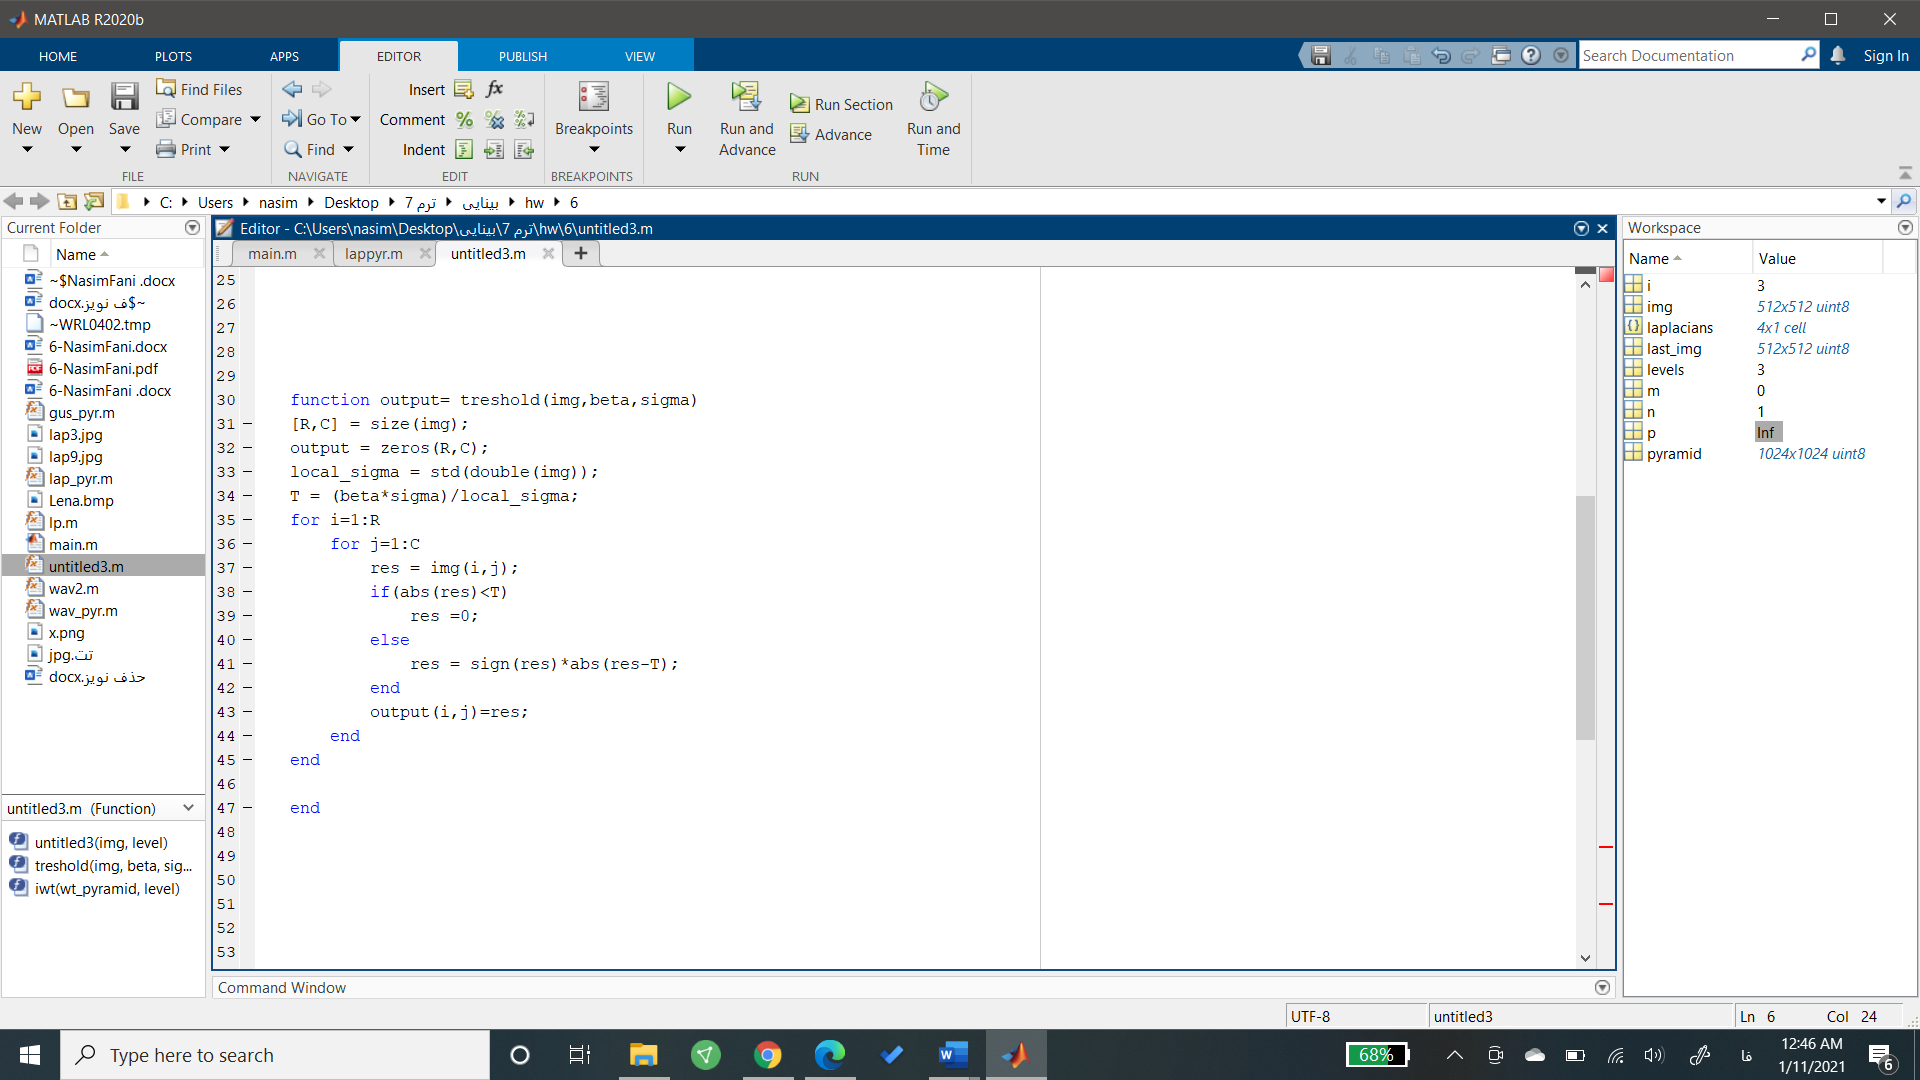 MATLAB R2020b
HOME PLOTS APPS EDITOR PUBLISH VIEW Search Documentation Sign In
New Open Save Find Files Compare Print
FILE
Go To Find
NAVIGATE
Insert fx
Comment
Indent
EDIT
Breakpoints
BREAKPOINTS
Run Run and Advance Run Section Advance Run and Time
RUN
C: Users nasim Desktop ترم 7 بینایی hw 6
Current Folder
Name
~$NasimFani .docx
~$ف نویز.docx
~WRL0402.tmp
6-NasimFani.docx
6-NasimFani.pdf
6-NasimFani .docx
gus_pyr.m
lap3.jpg
lap9.jpg
lap_pyr.m
Lena.bmp
lp.m
main.m
untitled3.m
wav2.m
wav_pyr.m
x.png
تت.jpg
حذف نویز.docx
untitled3.m (Function)
untitled3(img, level)
treshold(img, beta, sig...
iwt(wt_pyramid, level)
Editor - C:\Users\nasim\Desktop\ترم 7\بینایی\hw\6\untitled3.m
main.m lappyr.m untitled3.m
25
26
27
28
29
30 function output= treshold(img,beta,sigma)
31 [R,C] = size(img);
32 output = zeros(R,C);
33 local_sigma = std(double(img));
34 T = (beta*sigma)/local_sigma;
35 for i=1:R
36 for j=1:C
37 res = img(i,j);
38 if(abs(res)<T)
39 res =0;
40 else
41 res = sign(res)*abs(res-T);
42 end
43 output(i,j)=res;
44 end
45 end
46
47 end
48
49
50
51
52
53
Command Window
Workspace
Name Value
i 3
img 512x512 uint8
laplacians 4x1 cell
last_img 512x512 uint8
levels 3
m 0
n 1
p Inf
pyramid 1024x1024 uint8
UTF-8 untitled3 Ln 6 Col 24
Type here to search
68%
فا
12:46 AM
1/11/2021
6